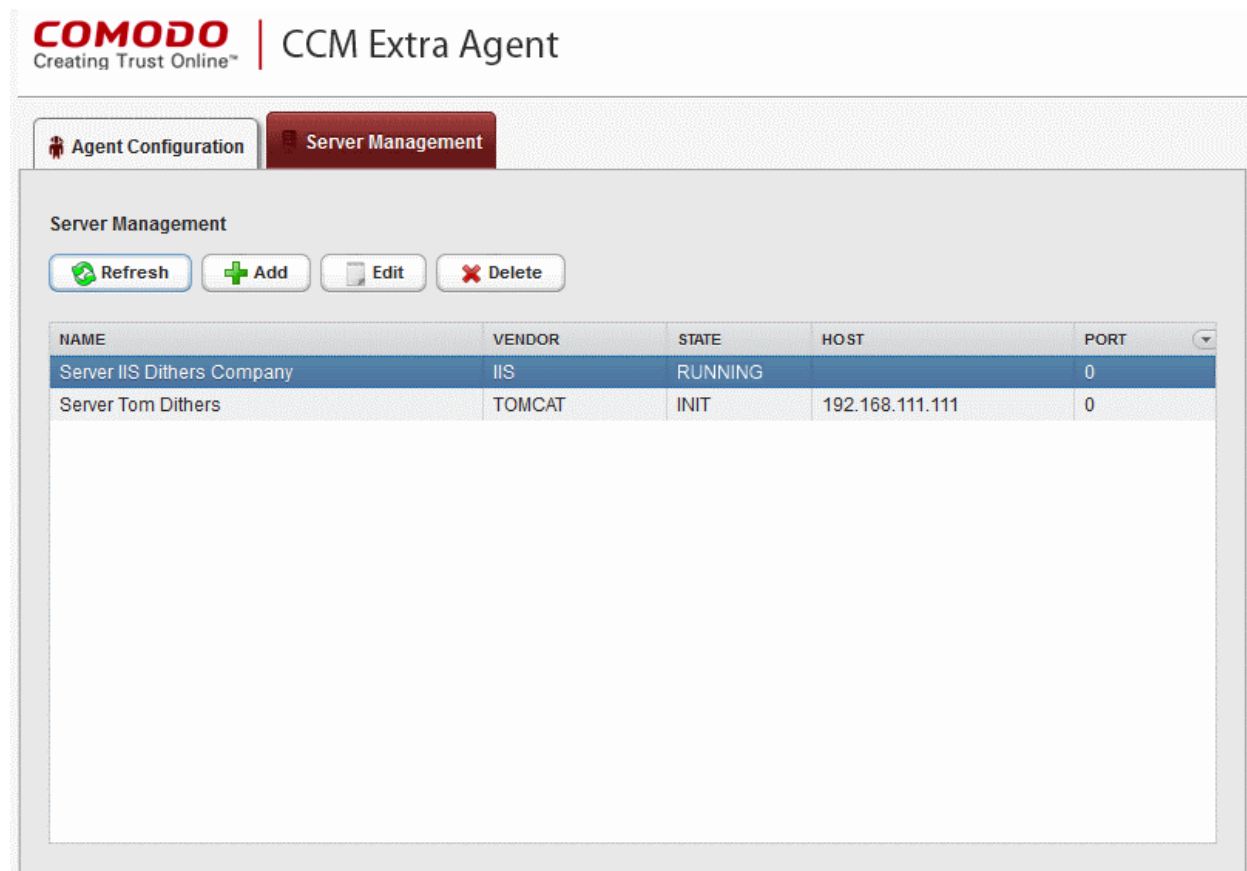 COMODO
Creating Trust Online™
CCM Extra Agent
Agent Configuration
Server Management
Server Management
Refresh Add Edit Delete
NAME VENDOR STATE HOST PORT
Server IIS Dithers Company IIS RUNNING 0
Server Tom Dithers TOMCAT INIT 192.168.111.111 0